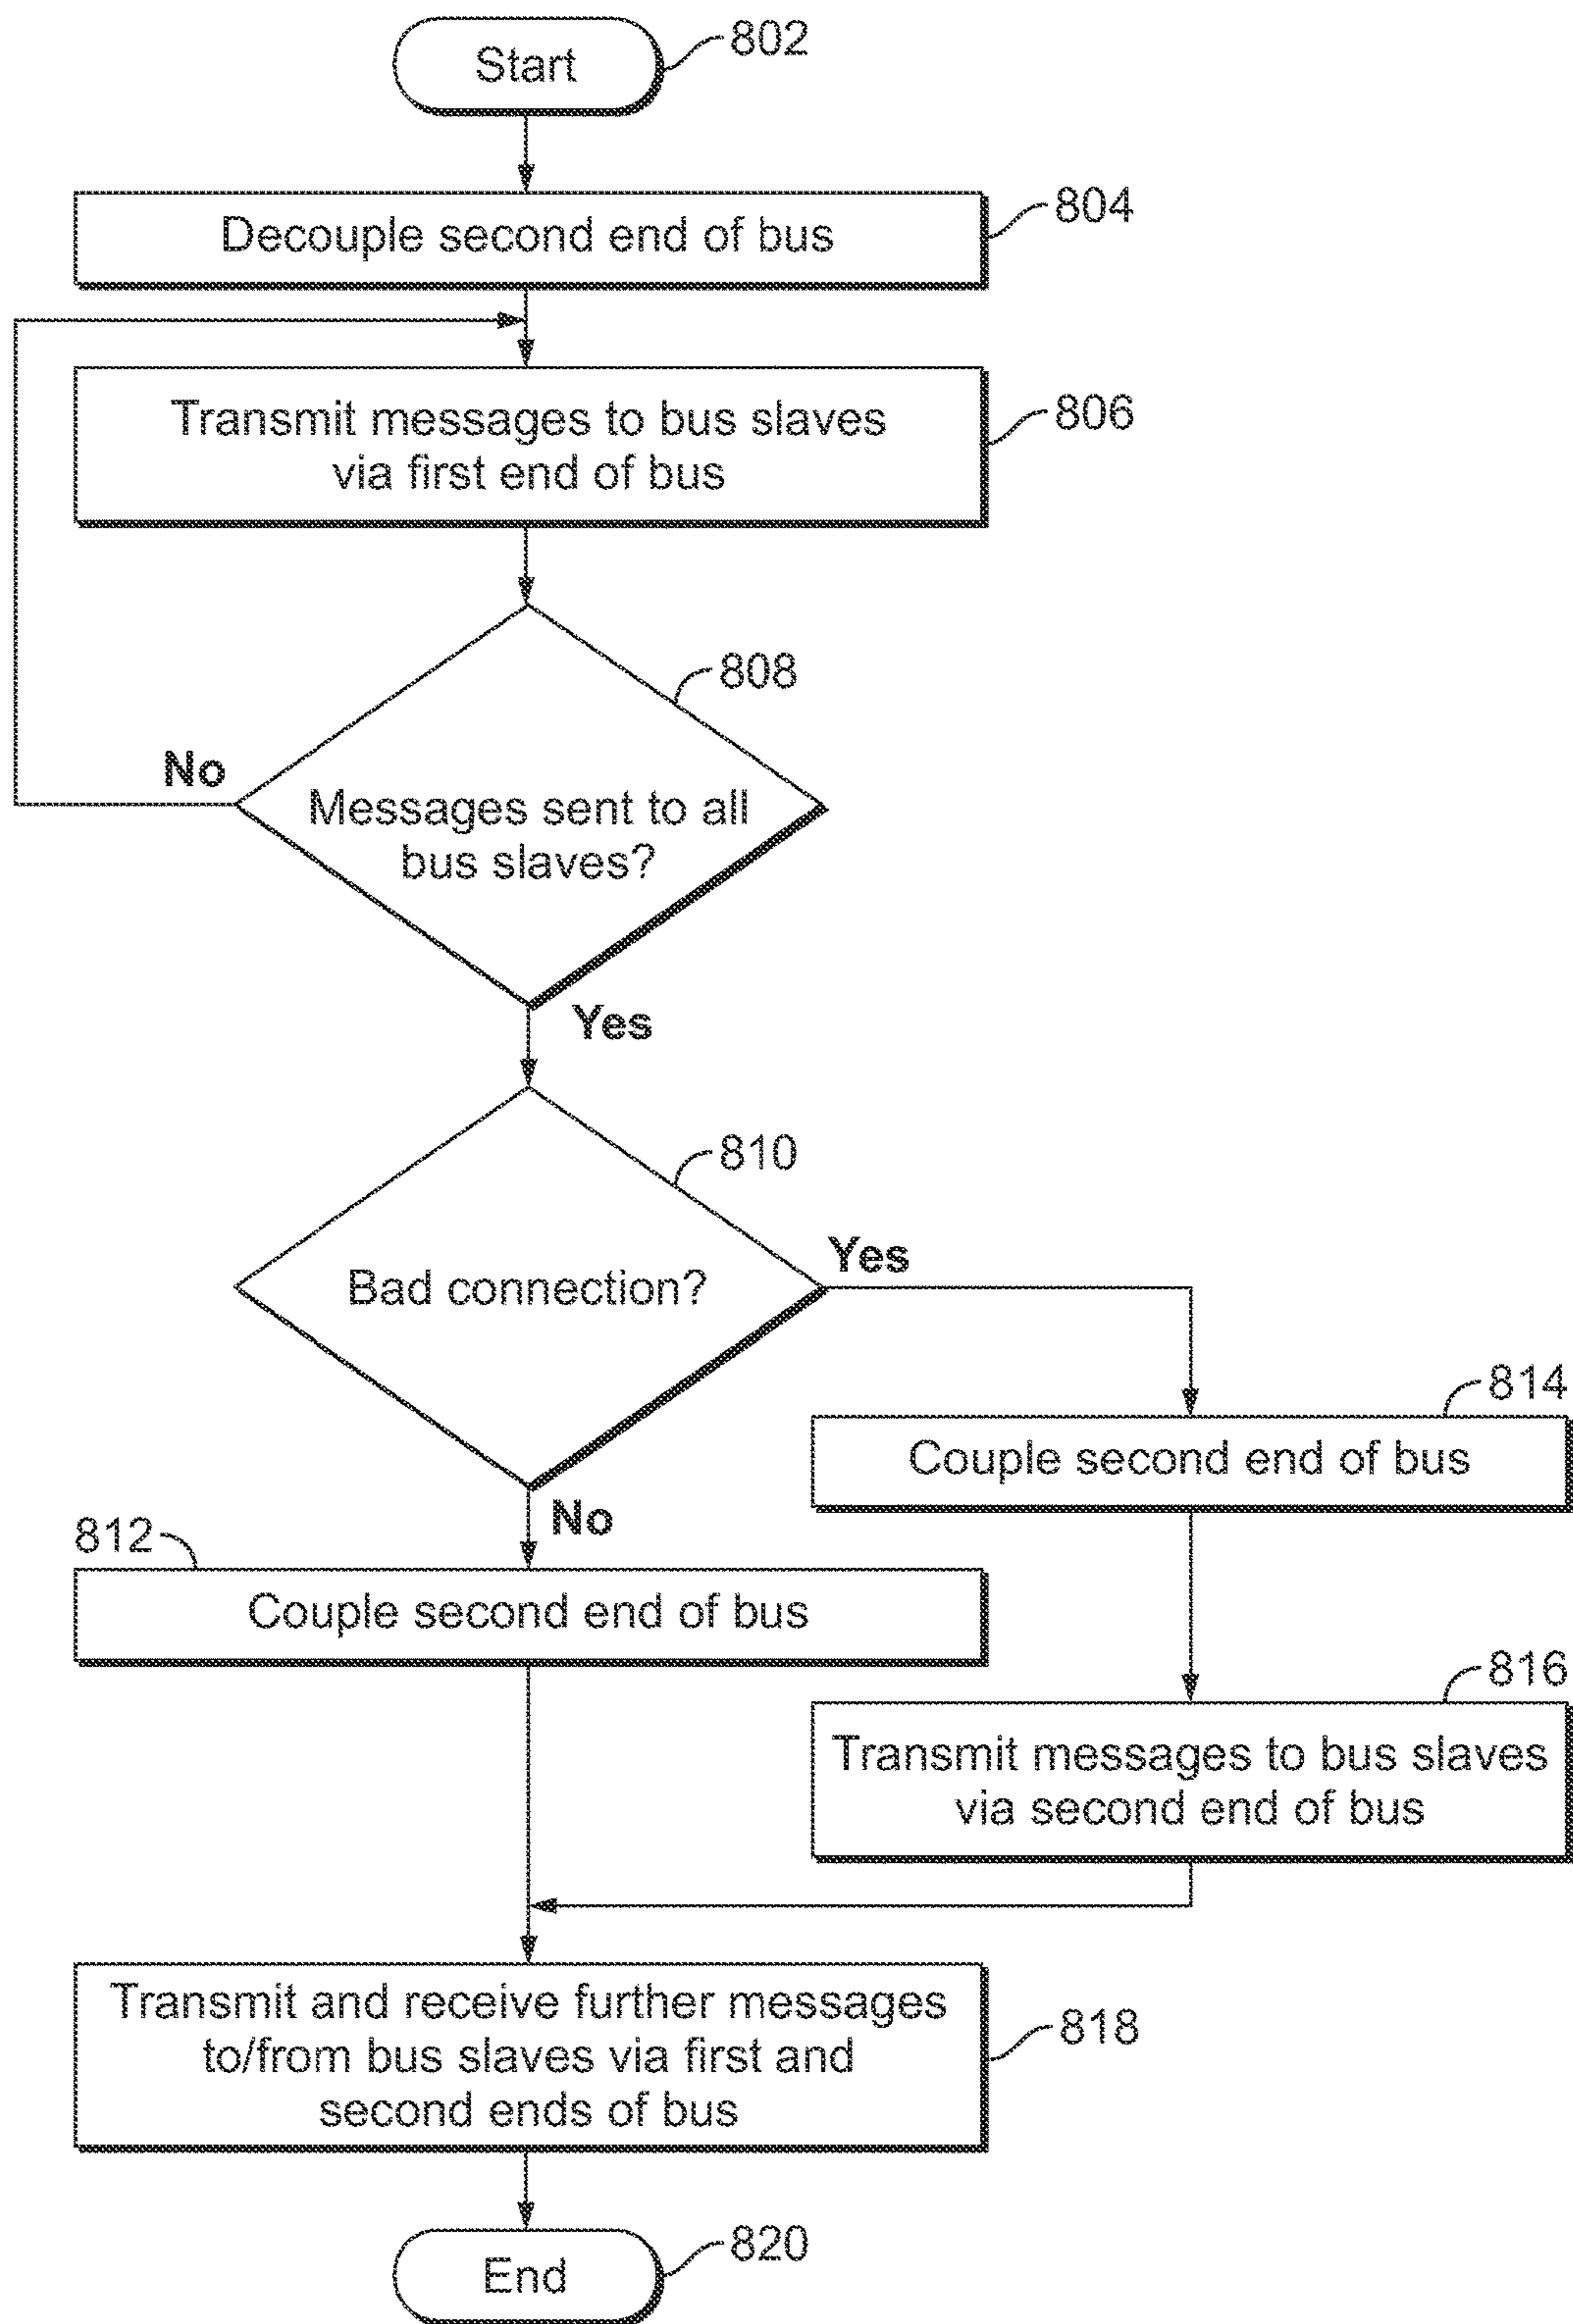 Start
802
Decouple second end of bus
804
Transmit messages to bus slaves
via first end of bus
806
808
No
Messages sent to all
bus slaves?
Yes
810
Bad connection?
Yes
814
Couple second end of bus
No
812
Couple second end of bus
816
Transmit messages to bus slaves
via second end of bus
Transmit and receive further messages
to/from bus slaves via first and
second ends of bus
818
End
820